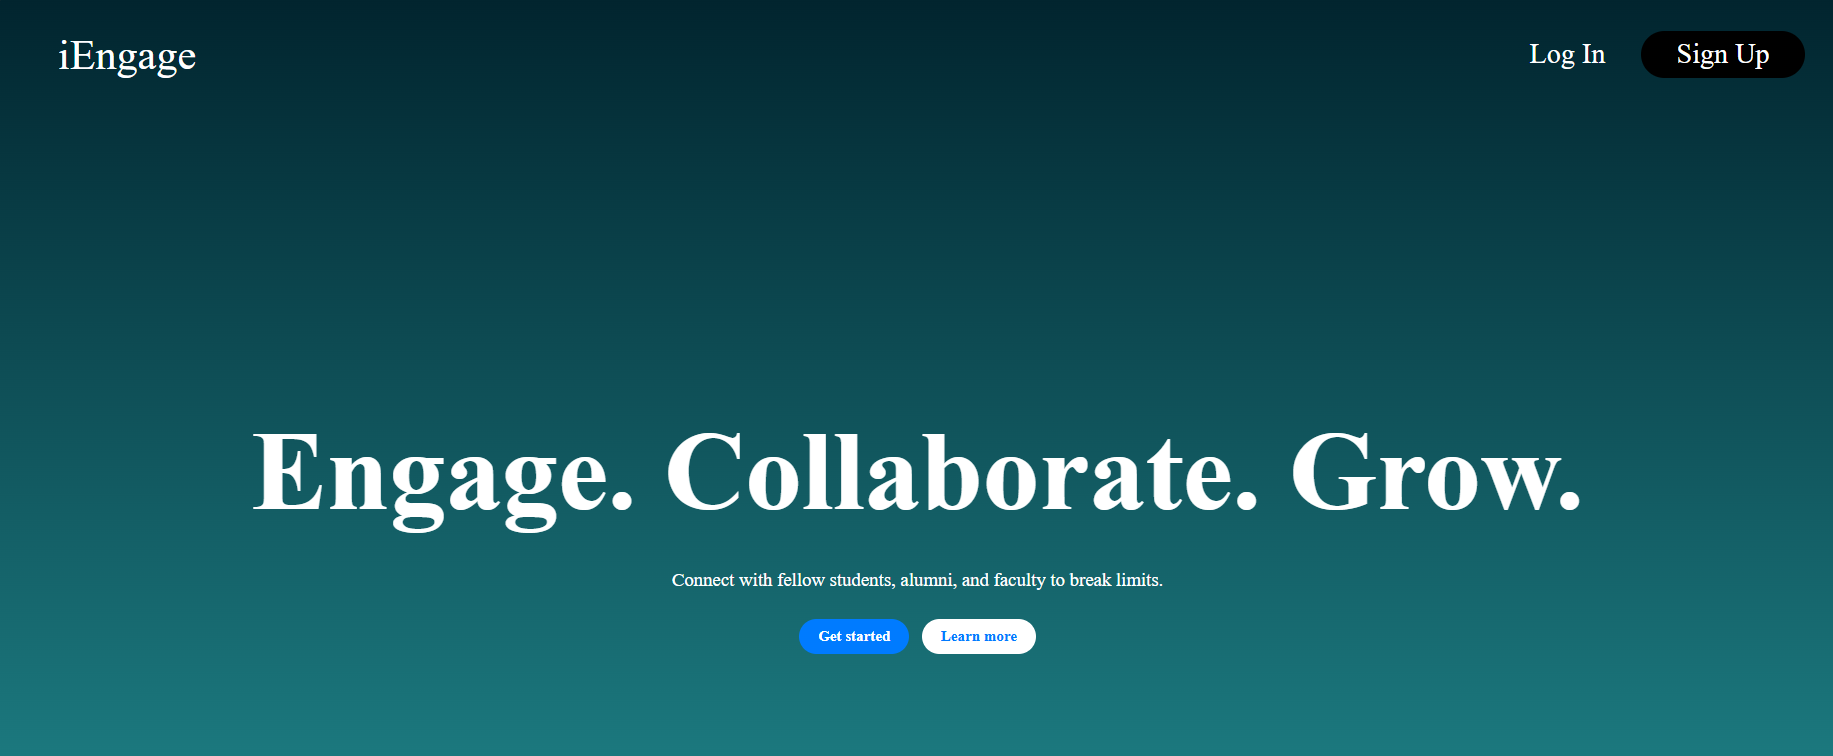 iEngage
Log In
Sign Up
Engage. Collaborate. Grow.
Connect with fellow students, alumni, and faculty to break limits.
Get started
Learn more